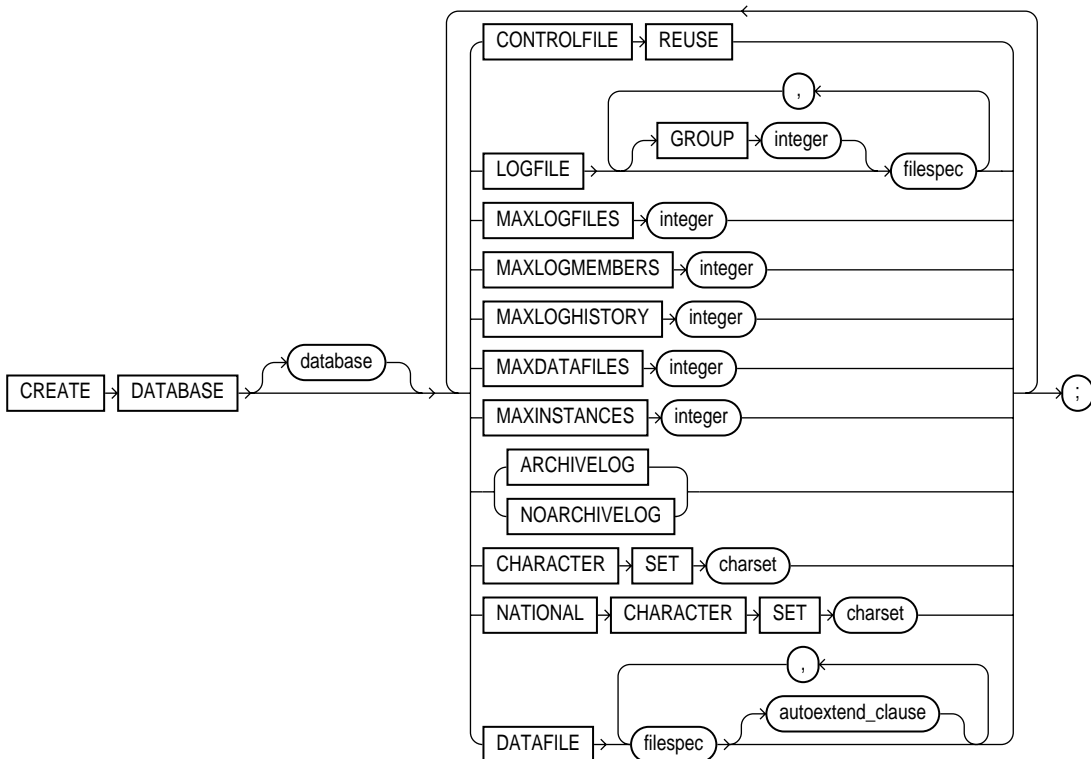 CONTROLFILE REUSE
,
GROUP integer
LOGFILE filespec
MAXLOGFILES integer
MAXLOGMEMBERS integer
MAXLOGHISTORY integer
database
MAXDATAFILES integer
CREATE DATABASE ;
MAXINSTANCES integer
ARCHIVELOG
NOARCHIVELOG
CHARACTER SET charset
NATIONAL CHARACTER SET charset
,
autoextend_clause
DATAFILE filespec